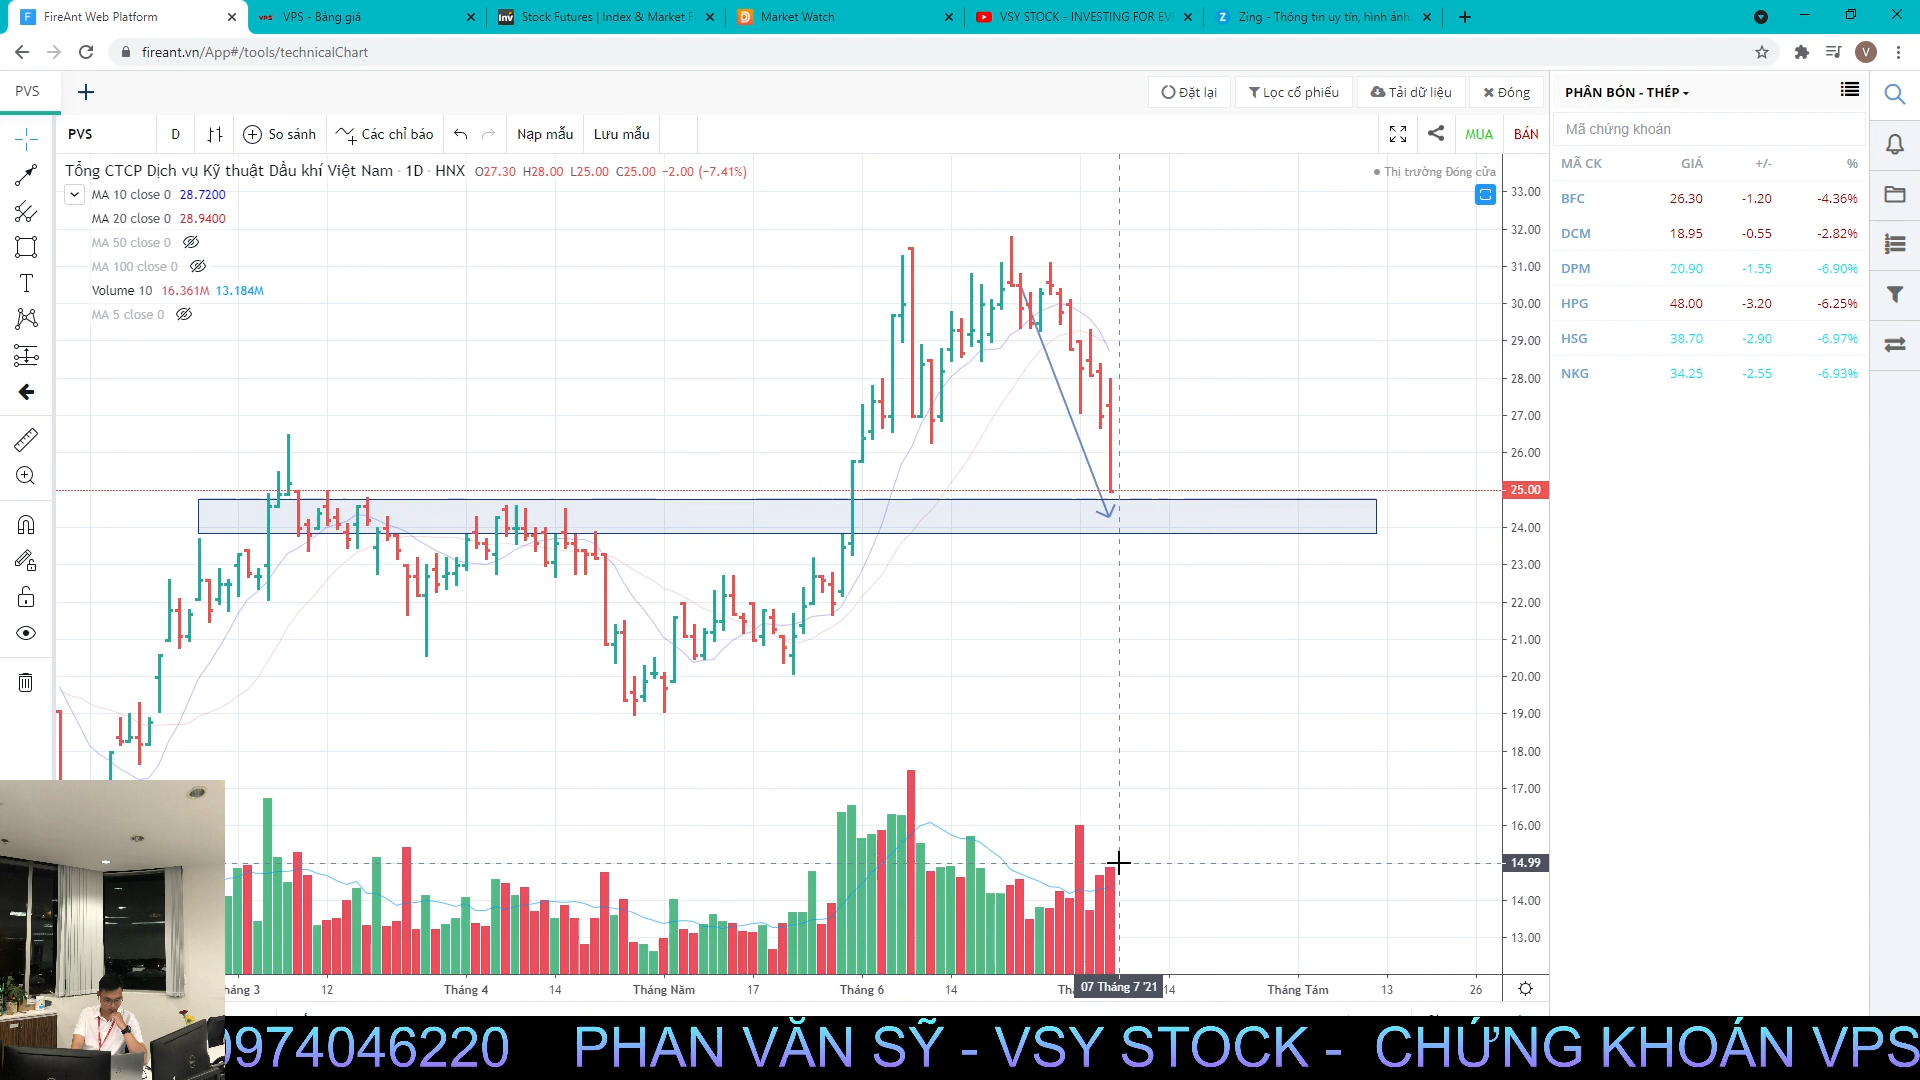 FireAnt Web Platform
VPS - Bảng giá
Stock Futures | Index & Market F
Market Watch
VSY STOCK - INVESTING FOR EV
Zing - Thông tin uy tín, hình ảnh
fireant.vn/App#/tools/technicalChart
V
PVS
Đặt lại
Lọc cổ phiếu
Tải dữ liệu
Đóng
PVS
D
So sánh
Các chỉ báo
Nạp mẫu
Lưu mẫu
MUA
BÁN
Tổng CTCP Dịch vụ Kỹ thuật Dầu khí Việt Nam · 1D · HNX O27.30 H28.00 L25.00 C25.00 −2.00 (−7.41%)
Thị trường Đóng cửa
MA 10 close 0 28.7200
MA 20 close 0 28.9400
MA 50 close 0
MA 100 close 0
Volume 10 16.361M 13.184M
MA 5 close 0
33.00
32.00
31.00
30.00
29.00
28.00
27.00
26.00
25.00
24.00
23.00
22.00
21.00
20.00
19.00
18.00
17.00
16.00
14.99
14.00
13.00
háng 3
12
Tháng 4
14
Tháng Năm
17
Tháng 6
14
07 Tháng 7 '21
14
Tháng Tám
13
26
PHÂN BÓN - THÉP
Mã chứng khoán
MÃ CK GIÁ +/- %
BFC 26.30 -1.20 -4.36%
DCM 18.95 -0.55 -2.82%
DPM 20.90 -1.55 -6.90%
HPG 48.00 -3.20 -6.25%
HSG 38.70 -2.90 -6.97%
NKG 34.25 -2.55 -6.93%
0974046220 PHAN VĂN SỸ - VSY STOCK - CHỨNG KHOÁN VPS